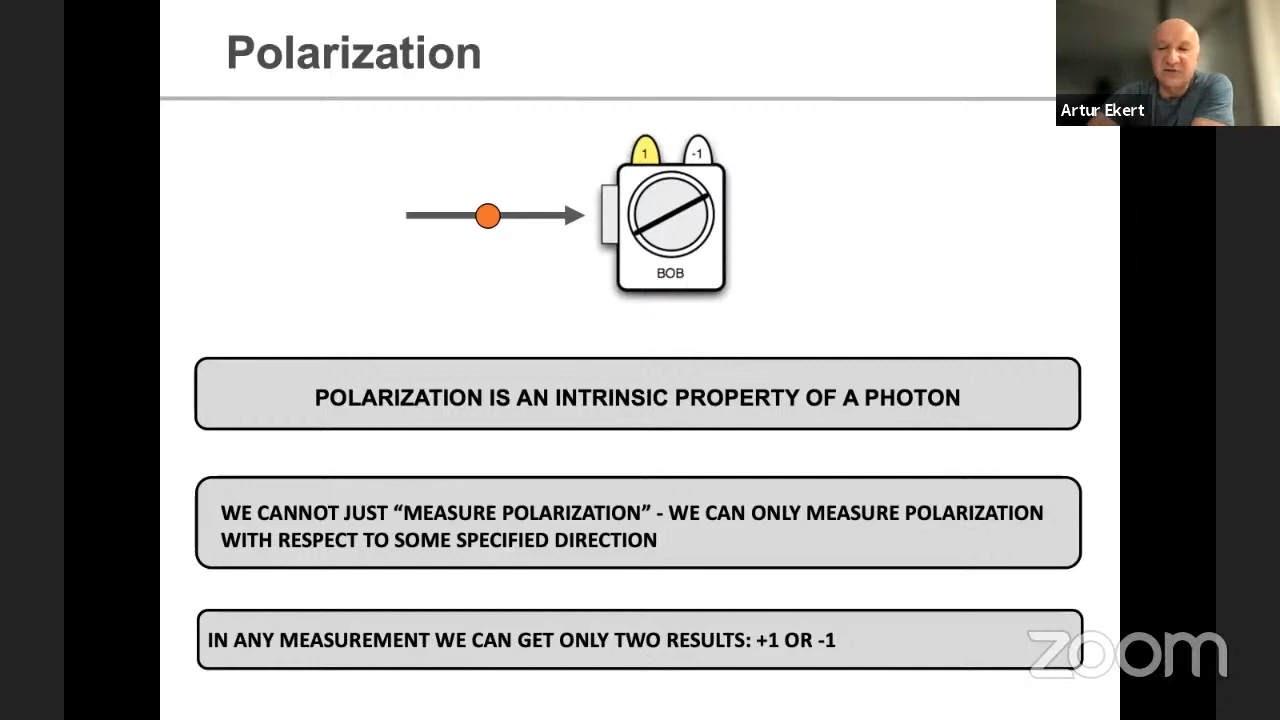 Polarization
Artur Ekert
1
-1
BOB
POLARIZATION IS AN INTRINSIC PROPERTY OF A PHOTON
WE CANNOT JUST “MEASURE POLARIZATION” - WE CAN ONLY MEASURE POLARIZATION
WITH RESPECT TO SOME SPECIFIED DIRECTION
IN ANY MEASUREMENT WE CAN GET ONLY TWO RESULTS: +1 OR -1
zoom